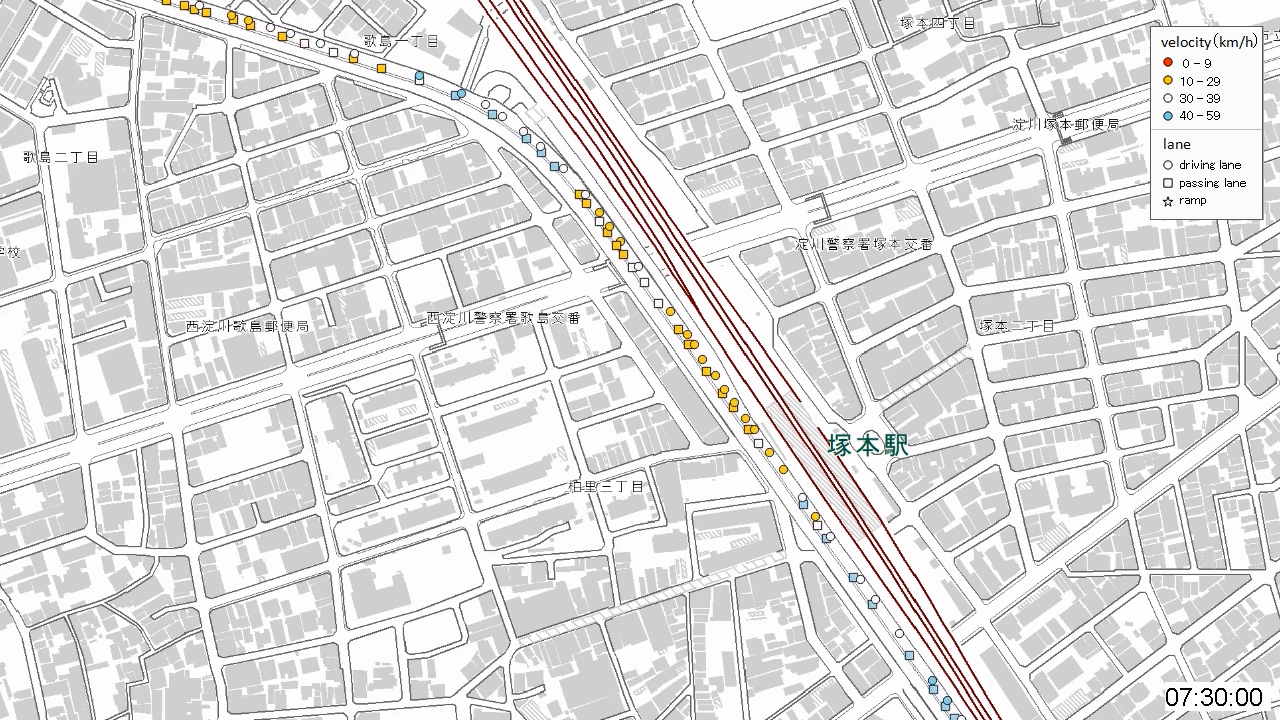 塚本四丁目
歌島一丁目
velocity(km/h)
0-9
10-29
30-39
40-59
lane
driving lane
passing lane
ramp
淀川塚本郵便局
歌島二丁目
淀川警察署塚本交番
学校
西淀川歌島郵便局
西淀川警察署歌島交番
塚本二丁目
塚本駅
柏里三丁目
07:30:00